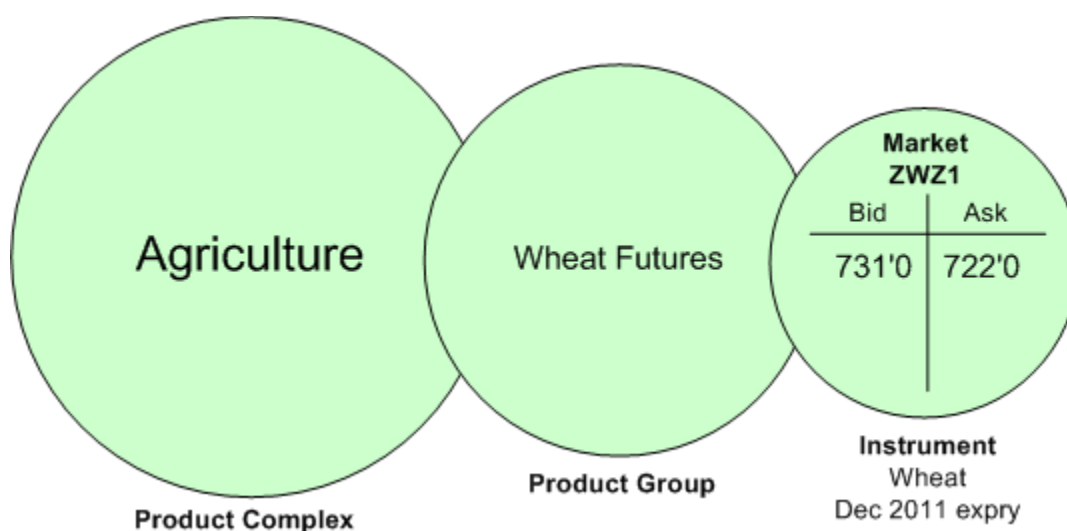 Agriculture
Product Complex
Wheat Futures
Product Group
Market
ZWZ1
Bid Ask
731'0 722'0
Instrument
Wheat
Dec 2011 expry